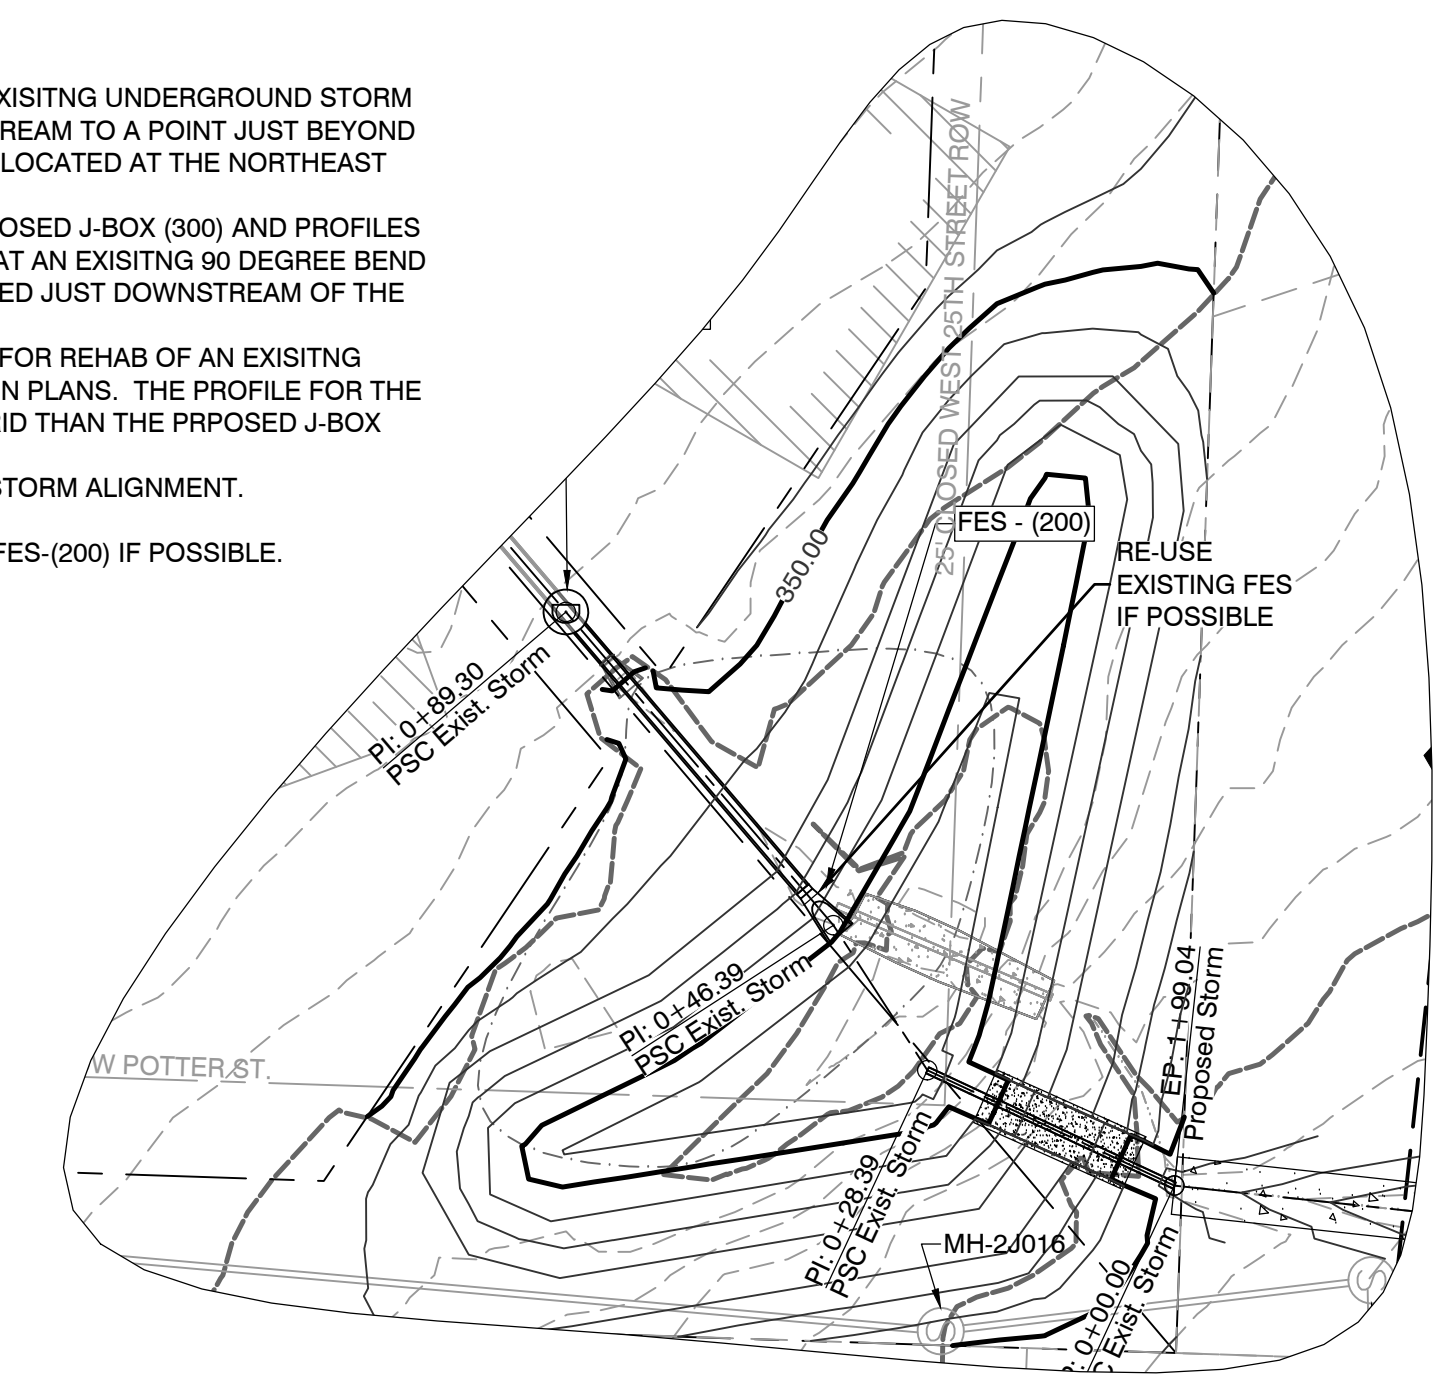 XISITNG UNDERGROUND STORM
REAM TO A POINT JUST BEYOND
LOCATED AT THE NORTHEAST
OSED J-BOX (300) AND PROFILES
AT AN EXISITNG 90 DEGREE BEND
ED JUST DOWNSTREAM OF THE
FOR REHAB OF AN EXISITNG
N PLANS. THE PROFILE FOR THE
RID THAN THE PRPOSED J-BOX
STORM ALIGNMENT.
FES-(200) IF POSSIBLE.
25' CLOSED WEST 25TH STREET ROW
FES - (200)
350.00
RE-USE
EXISTING FES
IF POSSIBLE
PI: 0+89.30
PSC Exist. Storm
PI: 0+46.39
PSC Exist. Storm
EP: 1+99.04
Proposed Storm
W POTTER ST.
PI: 0+28.39
PSC Exist. Storm
MH-2J016
S
S
: 0+00.00
C Exist. Storm